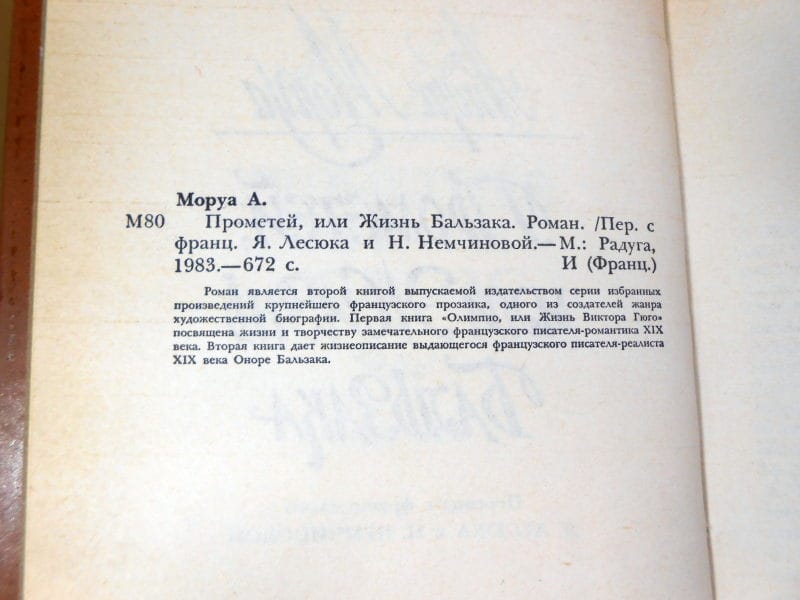 Моруа А.
М80 Прометей, или Жизнь Бальзака. Роман. /Пер. с
франц. Я. Лесюка и Н. Немчиновой.—М.: Радуга,
1983.—672 с. И (Франц.)
Роман является второй книгой выпускаемой издательством серии избранных
произведений крупнейшего французского прозаика, одного из создателей жанра
художественной биографии. Первая книга «Олимпио, или Жизнь Виктора Гюго»
посвящена жизни и творчеству замечательного французского писателя-романтика XIX
века. Вторая книга дает жизнеописание выдающегося французского писателя-реалиста
XIX века Оноре Бальзака.